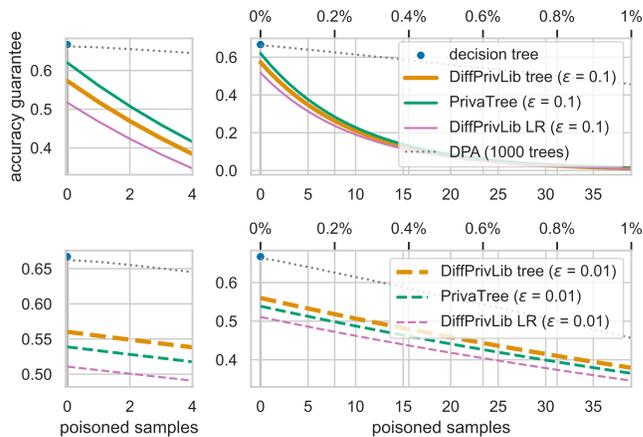 0% 0.2% 0.4% 0.6% 0.8% 1%
accuracy guarantee
0.6
0.5
0.4
0 2 4
0.6
0.4
0.2
0.0
0 5 10 15 20 25 30 35
decision tree
DiffPrivLib tree (ε = 0.1)
PrivaTree (ε = 0.1)
DiffPrivLib LR (ε = 0.1)
DPA (1000 trees)
0% 0.2% 0.4% 0.6% 0.8% 1%
0.65
0.60
0.55
0.50
0 2 4
poisoned samples
0.6
0.4
0 5 10 15 20 25 30 35
poisoned samples
DiffPrivLib tree (ε = 0.01)
PrivaTree (ε = 0.01)
DiffPrivLib LR (ε = 0.01)